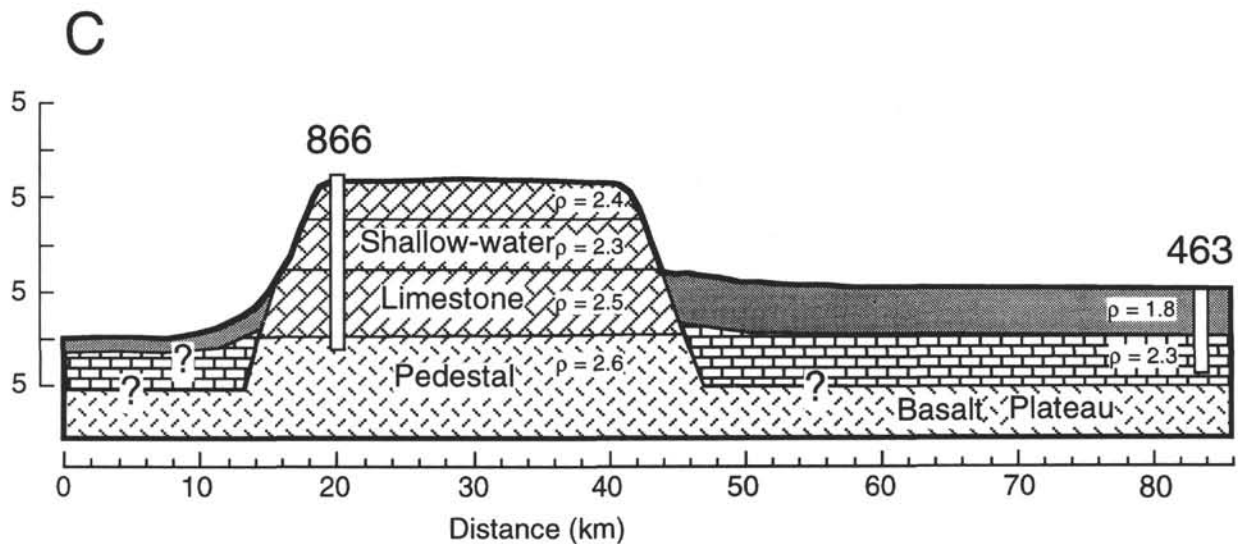 C
5
866
5
ρ = 2.4
Shallow-water
ρ = 2.3
463
5
Limestone
ρ = 2.5
ρ = 1.8
?
ρ = 2.6
ρ = 2.3
5
?
Pedestal
?
Basalt Plateau
0 10 20 30 40 50 60 70 80
Distance (km)